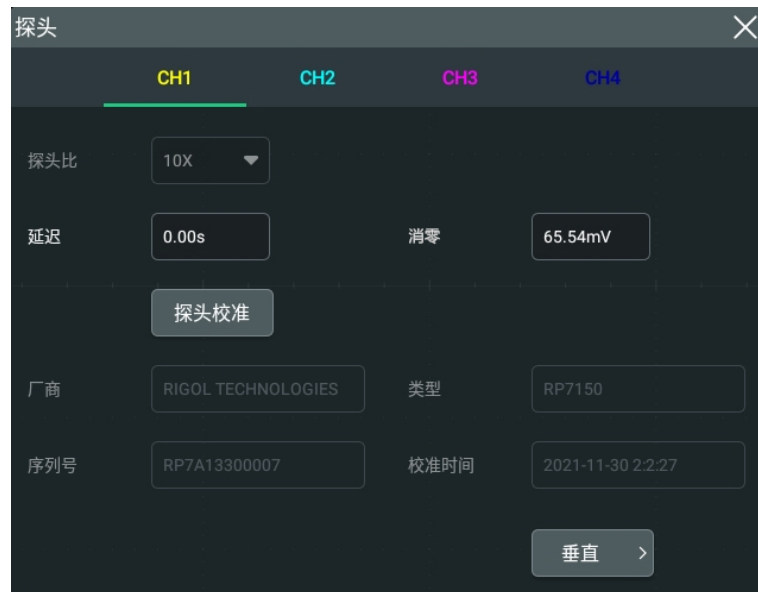 探头
CH1 CH2 CH3 CH4
探头比 10X
延迟 0.00s 消零 65.54mV
探头校准
厂商 RIGOL TECHNOLOGIES 类型 RP7150
序列号 RP7A13300007 校准时间 2021-11-30 2:2:27
垂直 >